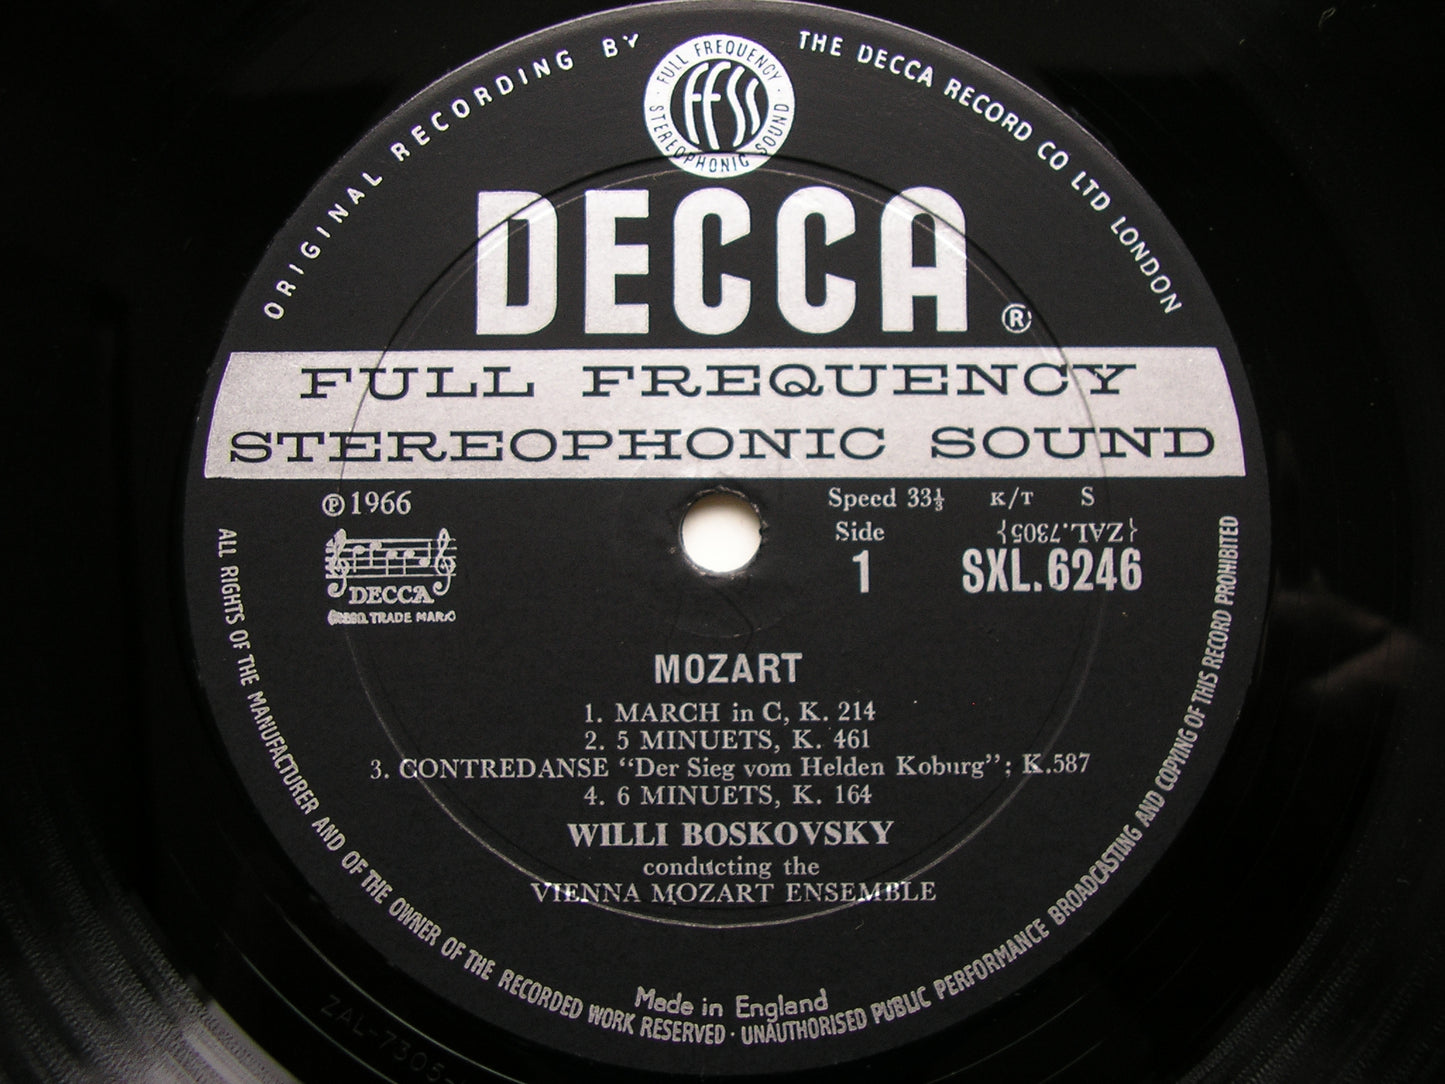 ORIGINAL RECORDING BY THE DECCA RECORD CO LTD LONDON
FULL FREQUENCY
ffss
STEREOPHONIC SOUND
DECCA ®
FULL FREQUENCY
STEREOPHONIC SOUND
℗ 1966
DECCA
REGD. TRADE MARK
Speed 33⅓ K/T S
Side
1
{ZAL.7305}
SXL.6246
MOZART
1. MARCH in C, K. 214
2. 5 MINUETS, K. 461
3. CONTREDANSE “Der Sieg vom Helden Koburg”; K.587
4. 6 MINUETS, K. 164
WILLI BOSKOVSKY
conducting the
VIENNA MOZART ENSEMBLE
Made in England
ALL RIGHTS OF THE MANUFACTURER AND OF THE OWNER OF THE RECORDED WORK RESERVED · UNAUTHORISED PUBLIC PERFORMANCE BROADCASTING AND COPYING OF THIS RECORD PROHIBITED
ZAL-7305-